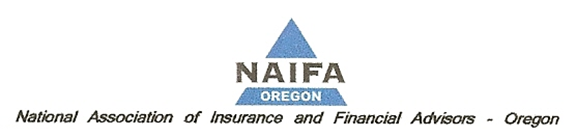 NAIFA
OREGON
National Association of Insurance and Financial Advisors - Oregon